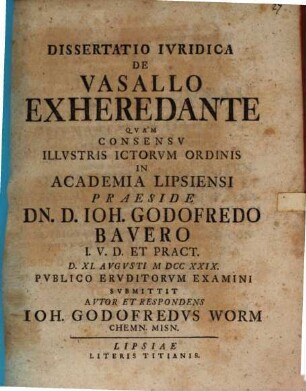 DISSERTATIO IVRIDICA
DE
VASALLO
EXHEREDANTE
QVAM
CONSENSV
ILLVSTRIS ICTORVM ORDINIS
IN
ACADEMIA LIPSIENSI
PRAESIDE
DN. D. IOH. GODOFREDO
BAVERO
I. V. D. ET PRACT.
D. XI. AVGVSTI M DCC XXIX.
PVBLICO ERVDITORVM EXAMINI
SVBMITTIT
AVTOR ET RESPONDENS
IOH. GODOFREDVS WORM
CHEMN. MISN.
LIPSIAE
LITERIS TITIANIS.